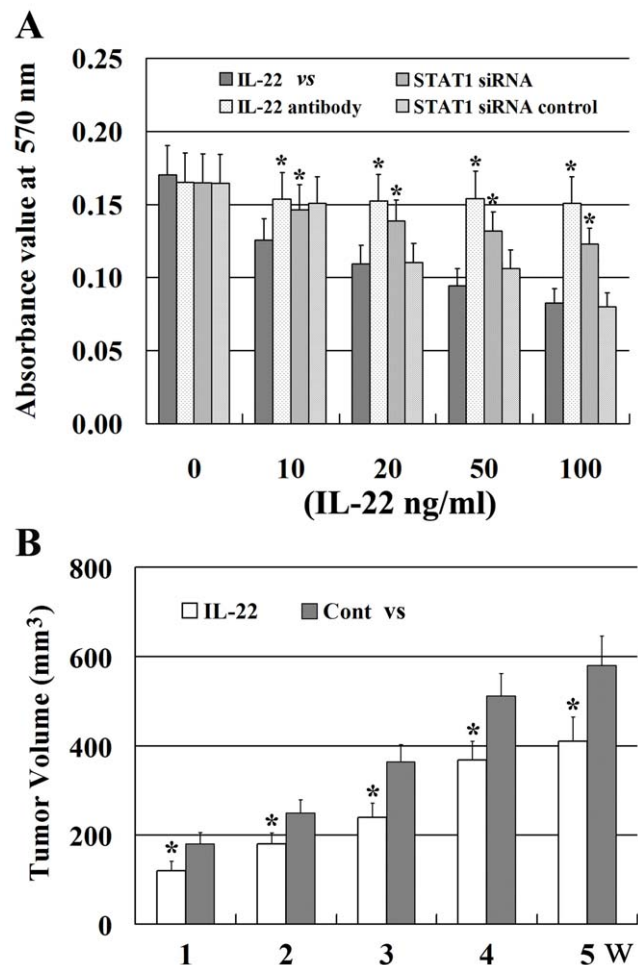 A
Absorbance value at 570 nm
0.25
0.20
0.15
0.10
0.05
0.00
IL-22 vs STAT1 siRNA
IL-22 antibody STAT1 siRNA control
* * * * * * * *
0 10 20 50 100
(IL-22 ng/ml)
B
Tumor Volume (mm³)
800
600
400
200
0
IL-22 Cont vs
* * * * *
1 2 3 4 5 W